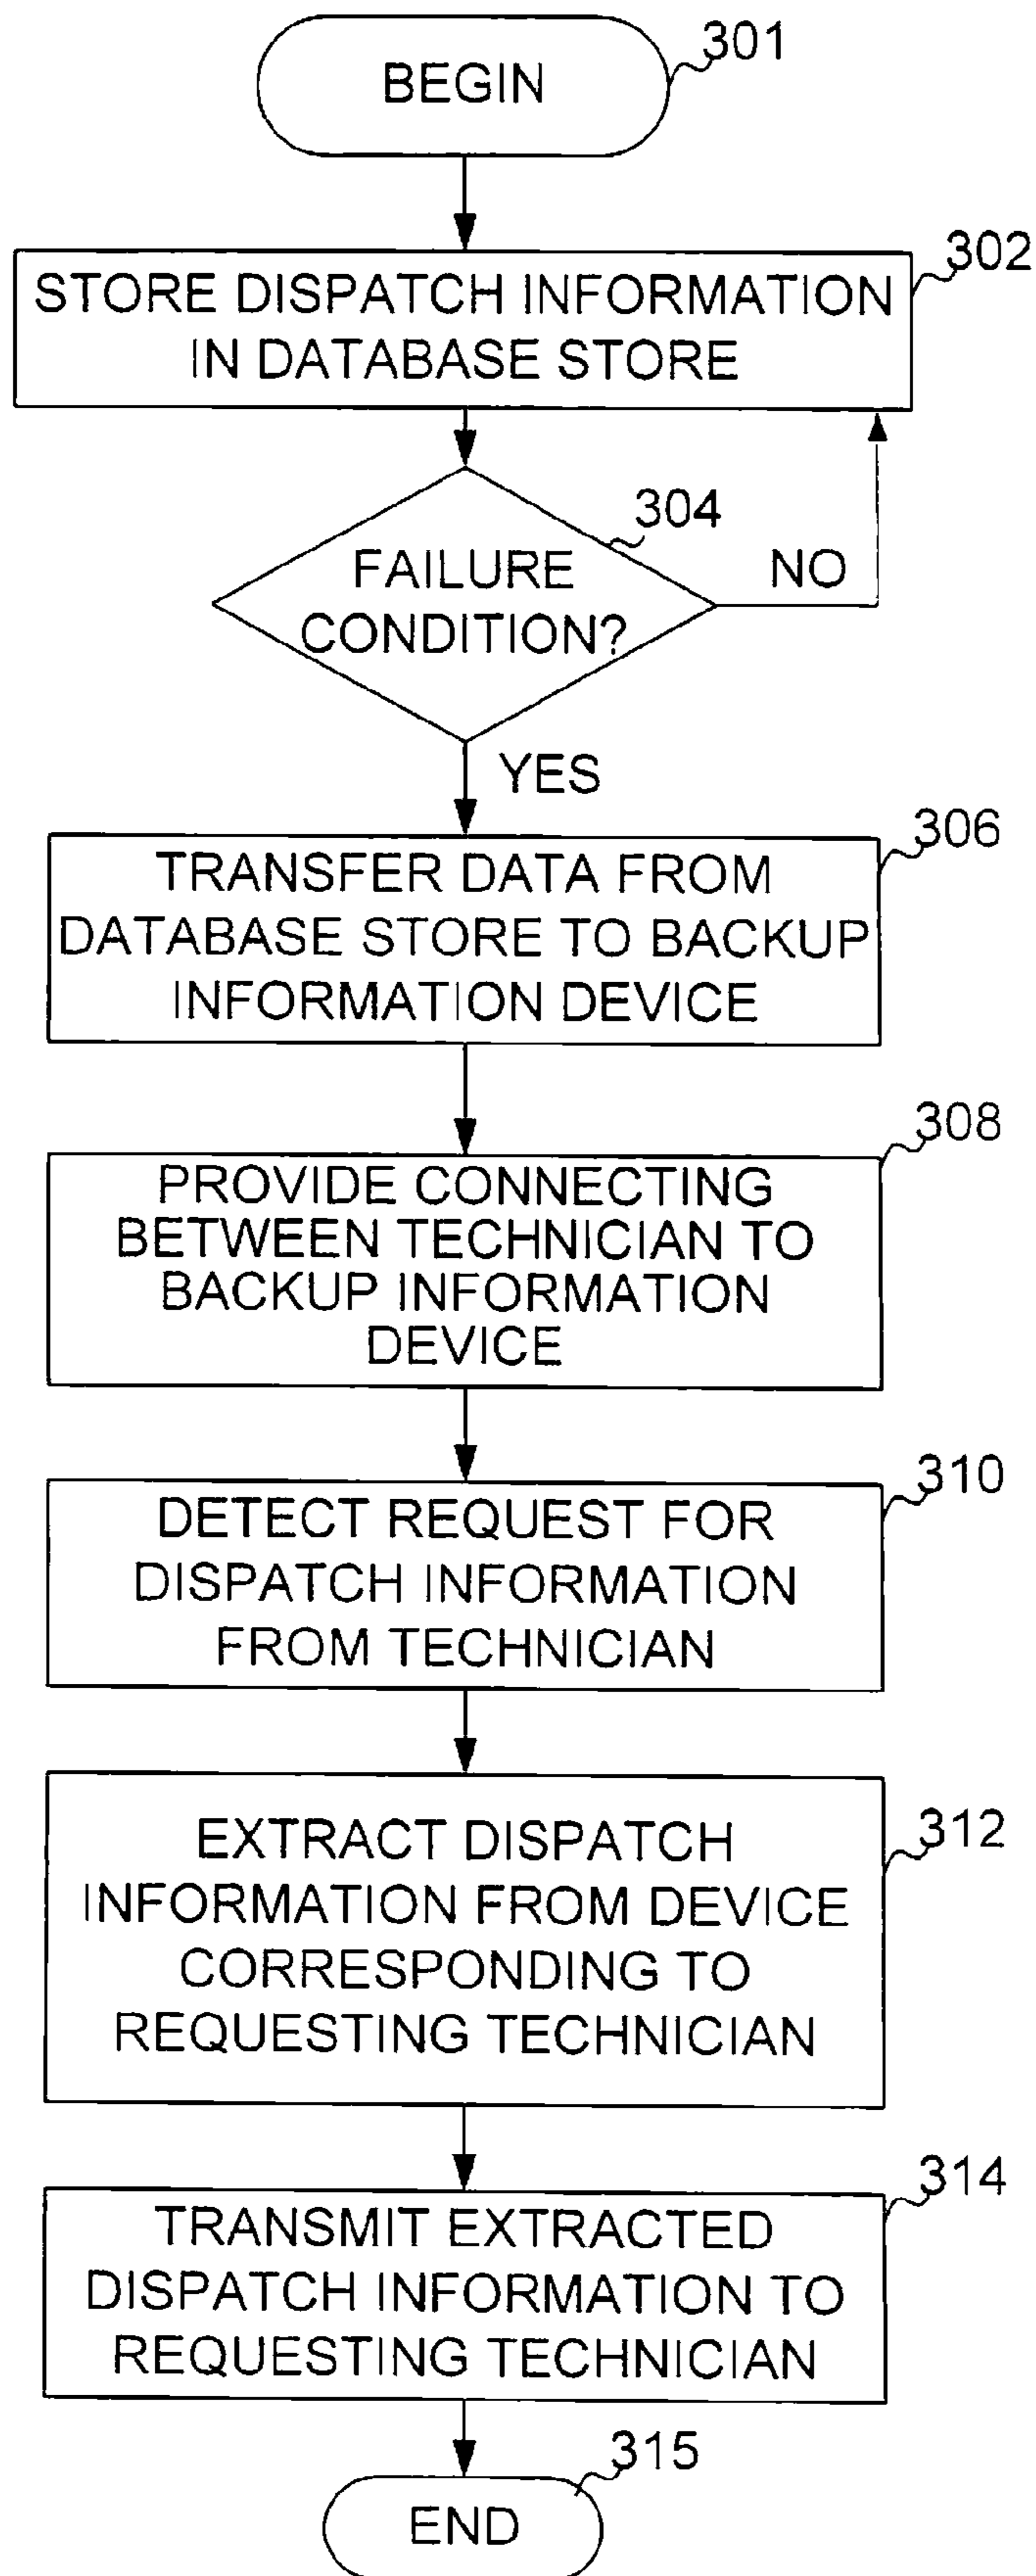 BEGIN
301
STORE DISPATCH INFORMATION
IN DATABASE STORE
302
FAILURE
CONDITION?
304
NO
YES
TRANSFER DATA FROM
DATABASE STORE TO BACKUP
INFORMATION DEVICE
306
PROVIDE CONNECTING
BETWEEN TECHNICIAN TO
BACKUP INFORMATION
DEVICE
308
DETECT REQUEST FOR
DISPATCH INFORMATION
FROM TECHNICIAN
310
EXTRACT DISPATCH
INFORMATION FROM DEVICE
CORRESPONDING TO
REQUESTING TECHNICIAN
312
TRANSMIT EXTRACTED
DISPATCH INFORMATION TO
REQUESTING TECHNICIAN
314
END
315